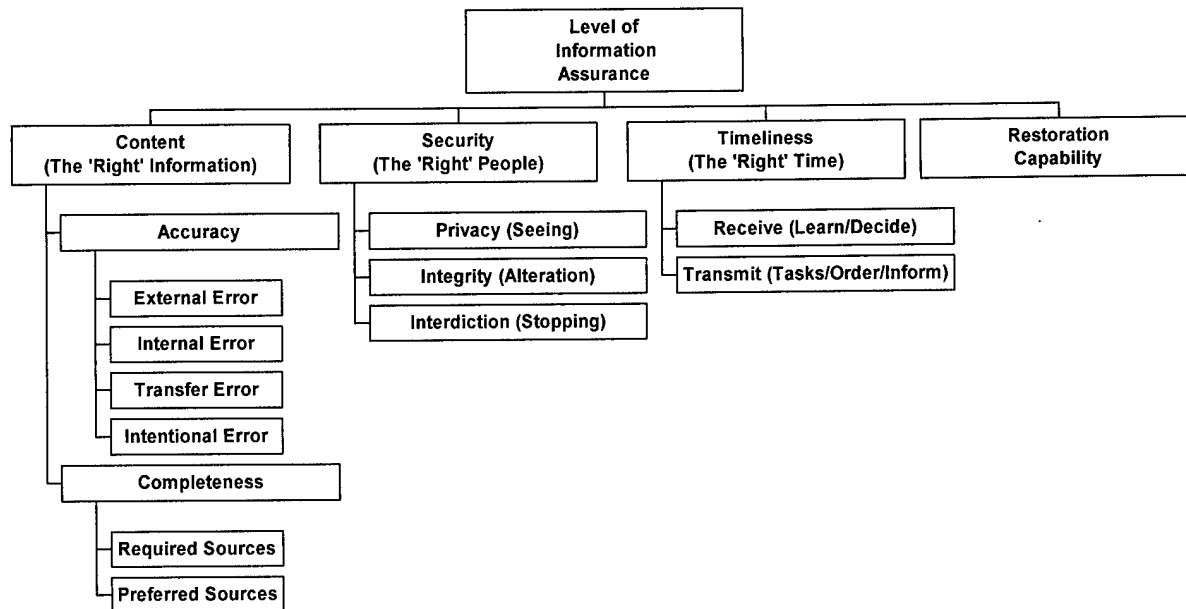 Level of
Information
Assurance
Content
(The 'Right' Information)
Security
(The 'Right' People)
Timeliness
(The 'Right' Time)
Restoration
Capability
Accuracy
External Error
Internal Error
Transfer Error
Intentional Error
Completeness
Required Sources
Preferred Sources
Privacy (Seeing)
Integrity (Alteration)
Interdiction (Stopping)
Receive (Learn/Decide)
Transmit (Tasks/Order/Inform)